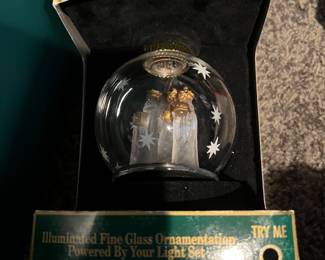 Illuminated Fine Glass Ornamentation
Powered By Your Light Set
TRY ME